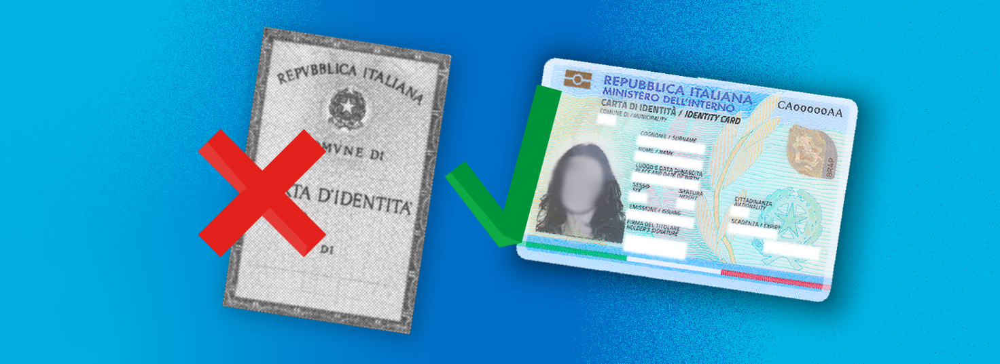 REPVBBLICA ITALIANA
OMVNE DI
TA D'IDENTITA'
DI
REPUBBLICA ITALIANA
MINISTERO DELL'INTERNO
CARTA DI IDENTITÀ / IDENTITY CARD
COMUNE DI / MUNICIPALITY
CA00000AA
COGNOME / SURNAME
NOME / NAME
LUOGO E DATA DI NASCITA
PLACE AND DATE OF BIRTH
SESSO
SEX
STATURA
HEIGHT
CITTADINANZA
NATIONALITY
EMISSIONE / ISSUING
SCADENZA / EXPIRY
FIRMA DEL TITOLARE
HOLDER'S SIGNATURE